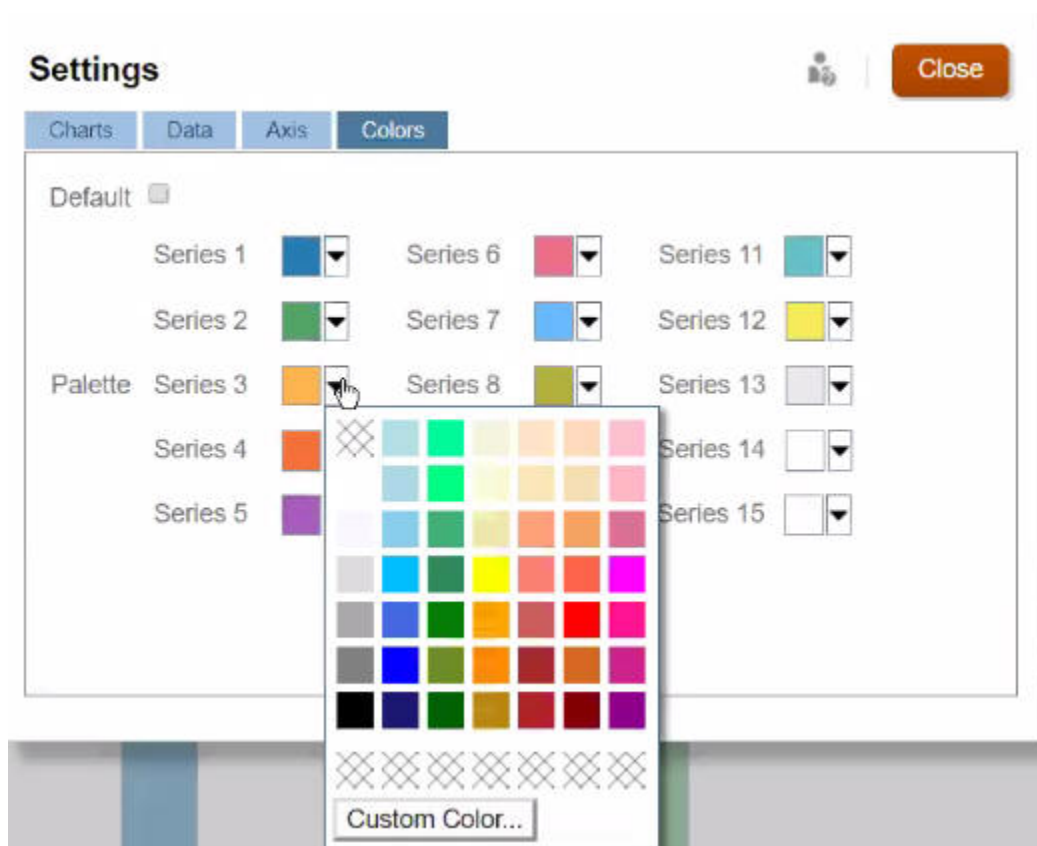 Settings
Close
Charts Data Axis Colors
Default
Series 1 Series 6 Series 11
Series 2 Series 7 Series 12
Palette Series 3 Series 8 Series 13
Series 4 Series 14
Series 5 Series 15
Custom Color...